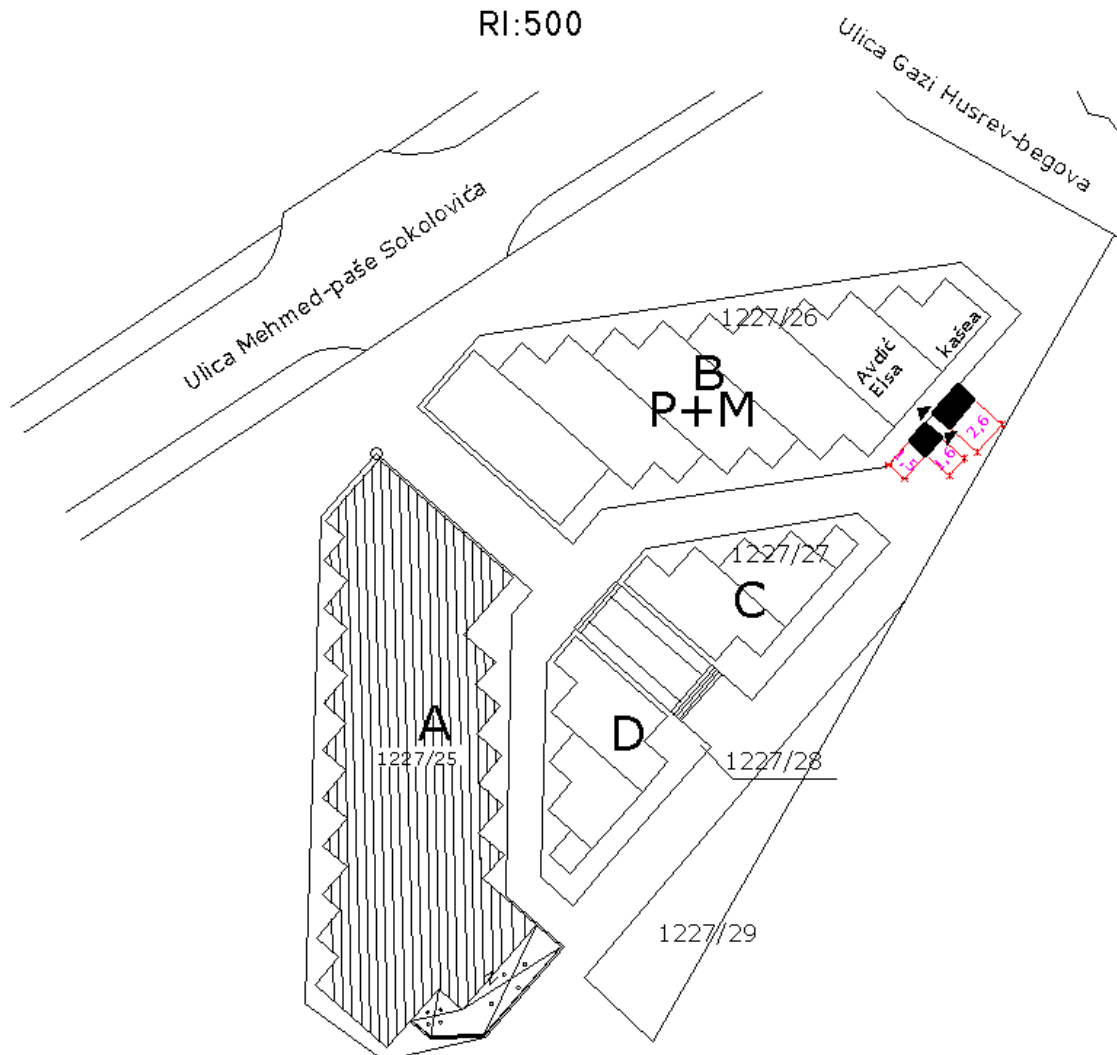 RI:500
Ulica Gazi Husrev-begova
Ulica Mehmed-paše Sokolovića
1227/26
B
P+M
Avdić
Elsa
kašea
2,6
1,6
1227/27
C
A
1227/25
D
1227/28
1227/29